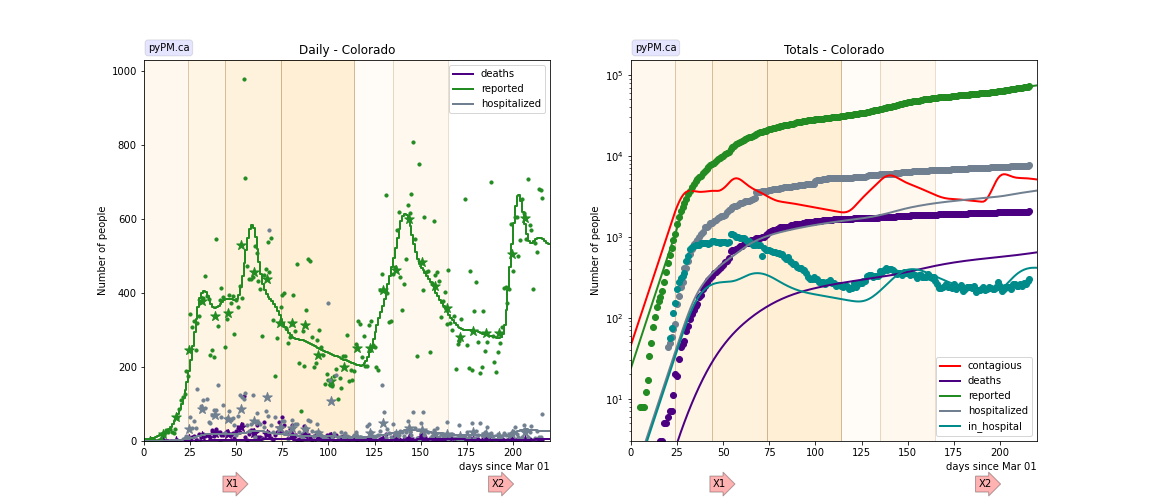 pyPM.ca
Daily - Colorado
Number of people
1000
800
600
400
200
0
deaths
reported
hospitalized
0 25 50 75 100 125 150 175 200
days since Mar 01
X1
X2
pyPM.ca
Totals - Colorado
Number of people
10^5
10^4
10^3
10^2
10^1
contagious
deaths
reported
hospitalized
in_hospital
0 25 50 75 100 125 150 175 200
days since Mar 01
X1
X2